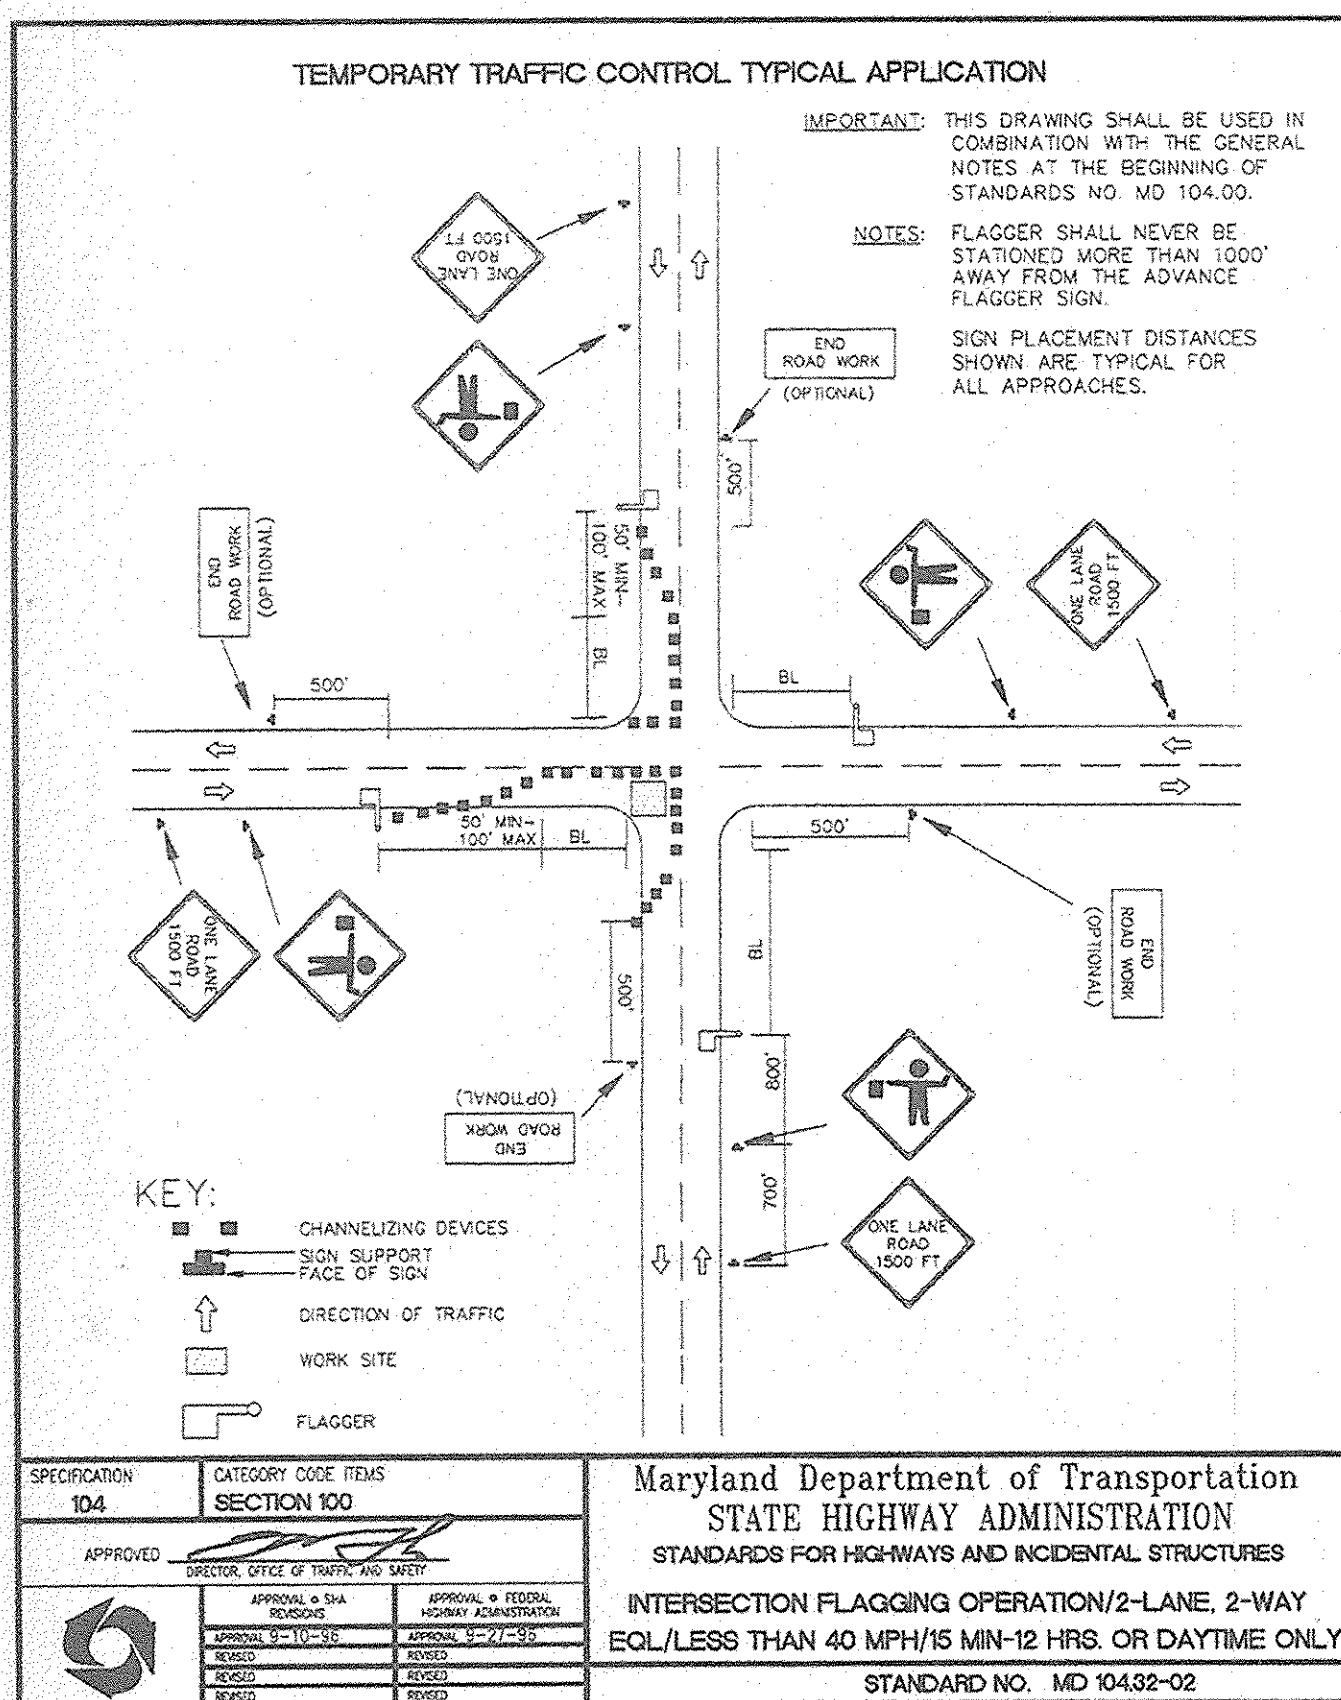 TEMPORARY TRAFFIC CONTROL TYPICAL APPLICATION
IMPORTANT: THIS DRAWING SHALL BE USED IN
COMBINATION WITH THE GENERAL
NOTES AT THE BEGINNING OF
STANDARDS NO. MD 104.00.
NOTES: FLAGGER SHALL NEVER BE
STATIONED MORE THAN 1000'
AWAY FROM THE ADVANCE
FLAGGER SIGN.
SIGN PLACEMENT DISTANCES
SHOWN ARE TYPICAL FOR
ALL APPROACHES.
ONE LANE
ROAD
1500 FT
END
ROAD WORK
(OPTIONAL)
500'
END
ROAD WORK
(OPTIONAL)
500'
50' MIN-
100' MAX
BL
ONE LANE
ROAD
1500 FT
BL
50' MIN-
100' MAX
BL
500'
ONE LANE
ROAD
1500 FT
BL
END
ROAD WORK
(OPTIONAL)
500'
END
ROAD WORK
(OPTIONAL)
800'
700'
ONE LANE
ROAD
1500 FT
KEY:
CHANNELIZING DEVICES
SIGN SUPPORT
FACE OF SIGN
DIRECTION OF TRAFFIC
WORK SITE
FLAGGER
SPECIFICATION
104
CATEGORY CODE ITEMS
SECTION 100
APPROVED
DIRECTOR, OFFICE OF TRAFFIC AND SAFETY
APPROVAL • SHA
REVISIONS
APPROVAL • FEDERAL
HIGHWAY ADMINISTRATION
APPROVAL
APPROVAL
REVISED
REVISED
REVISED
REVISED
REVISED
REVISED
Maryland Department of Transportation
STATE HIGHWAY ADMINISTRATION
STANDARDS FOR HIGHWAYS AND INCIDENTAL STRUCTURES
INTERSECTION FLAGGING OPERATION/2-LANE, 2-WAY
EQL/LESS THAN 40 MPH/15 MIN-12 HRS. OR DAYTIME ONLY
STANDARD NO. MD 104.32-02